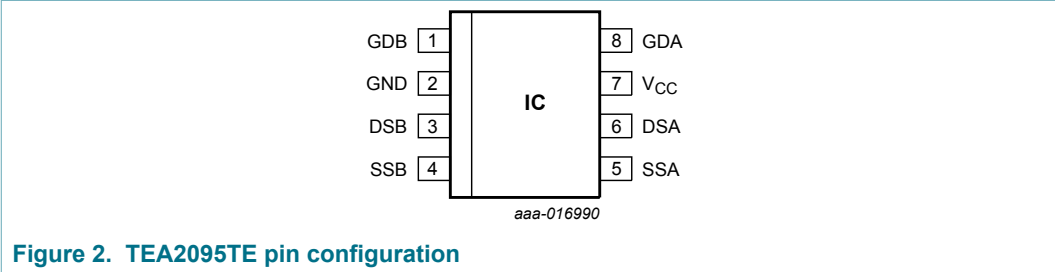 GDB 1 8 GDA
GND 2 7 VCC
IC
DSB 3 6 DSA
SSB 4 5 SSA
aaa-016990
Figure 2. TEA2095TE pin configuration